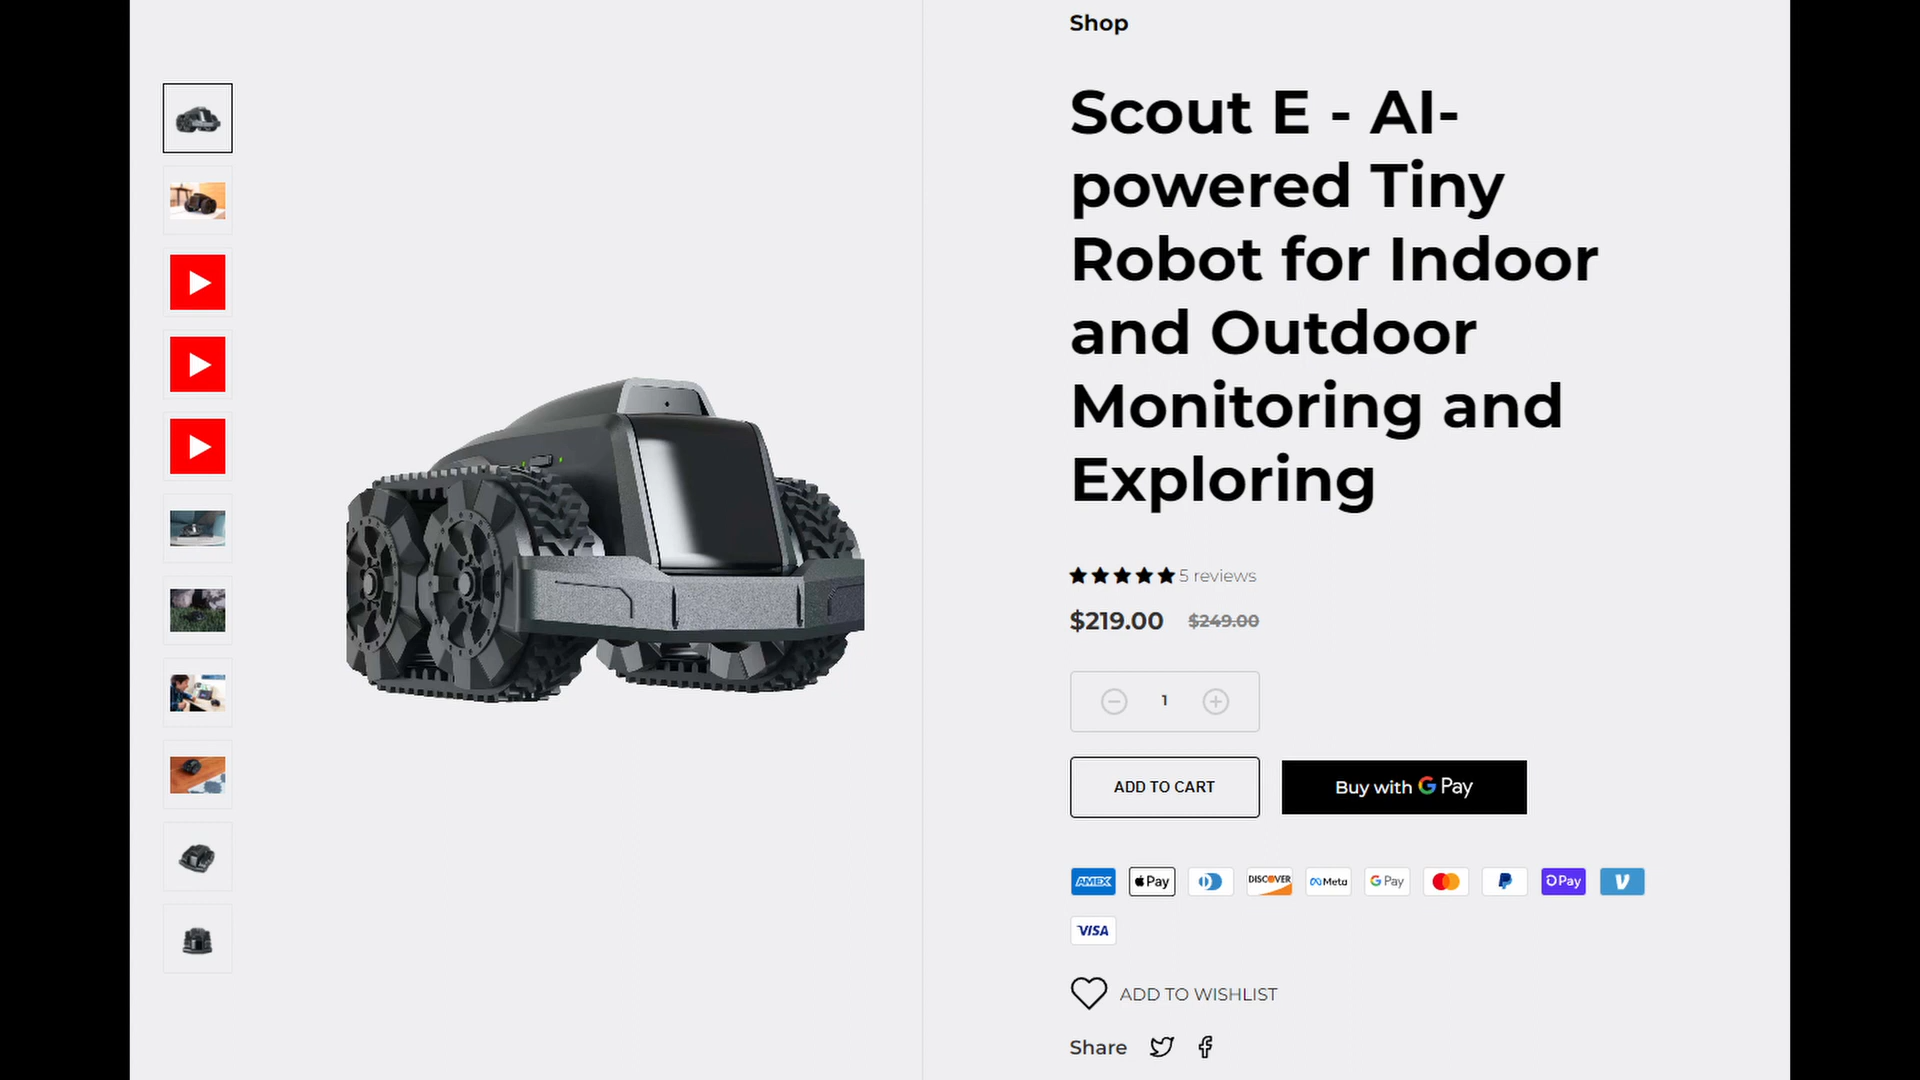 Shop
Scout E - AI-
powered Tiny
Robot for Indoor
and Outdoor
Monitoring and
Exploring
5 reviews
$219.00 $249.00
1
ADD TO CART
Buy with G Pay
AMEX
Pay
DISCOVER
Meta
G Pay
Pay
VISA
ADD TO WISHLIST
Share